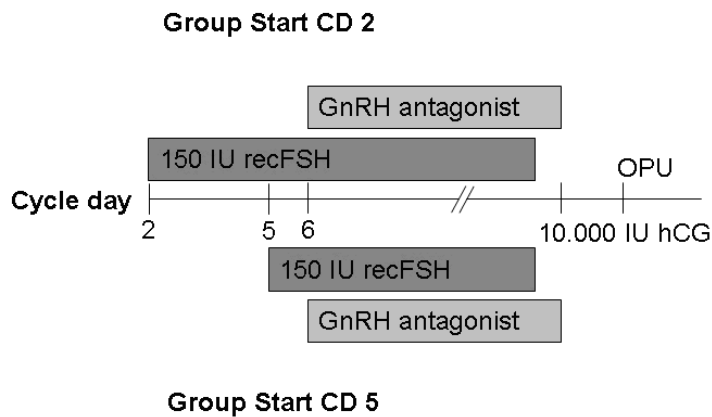 Group Start CD 2
GnRH antagonist
150 IU recFSH
OPU
Cycle day
2 5 6 10.000 IU hCG
150 IU recFSH
GnRH antagonist
Group Start CD 5